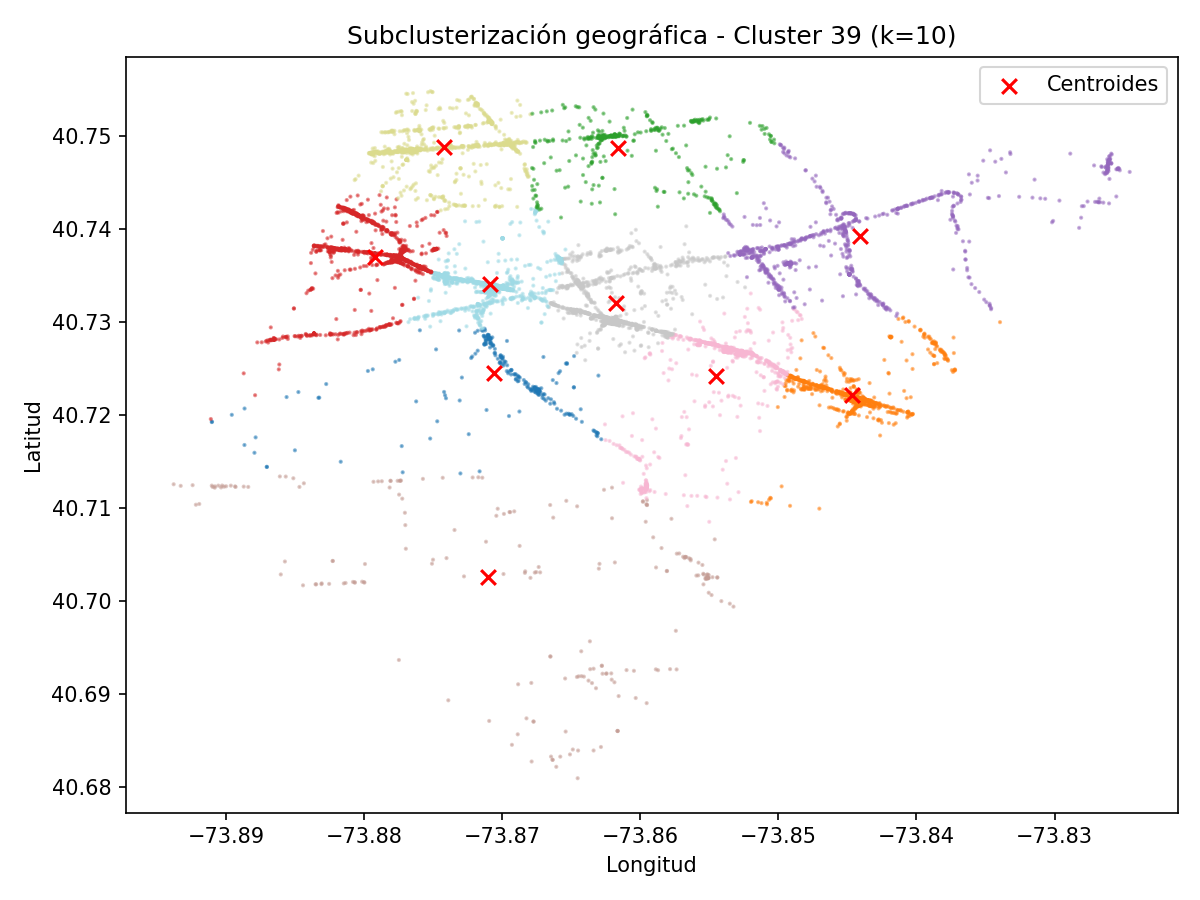 Subclusterización geográfica - Cluster 39 (k=10)
Centroides
40.75
40.74
40.73
40.72
40.71
40.70
40.69
40.68
Latitud
−73.89 −73.88 −73.87 −73.86 −73.85 −73.84 −73.83
Longitud